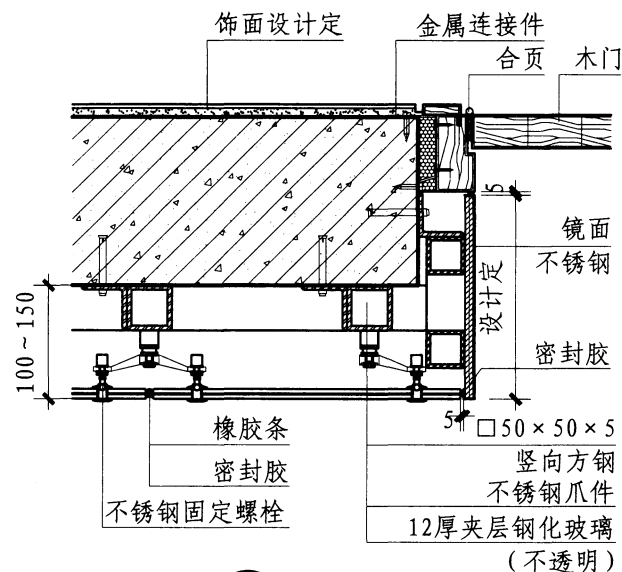 饰面设计定
金属连接件
合页
木门
5
镜面
不锈钢
设计定
100～150
密封胶
5
橡胶条
密封胶
不锈钢固定螺栓
□50×50×5
竖向方钢
不锈钢爪件
12厚夹层钢化玻璃
(不透明)